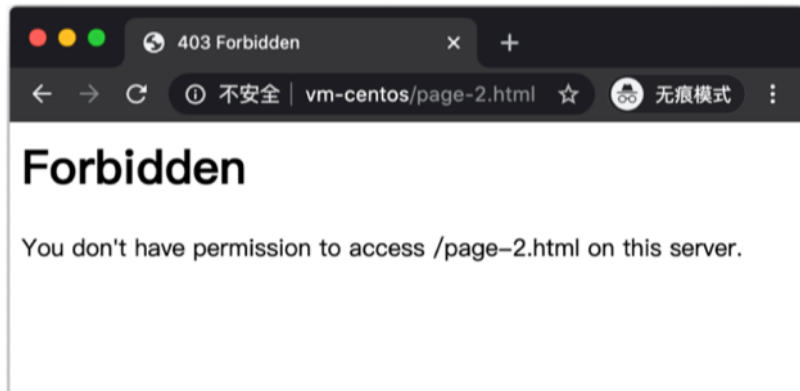 403 Forbidden
不安全 | vm-centos/page-2.html 无痕模式
Forbidden
You don't have permission to access /page-2.html on this server.